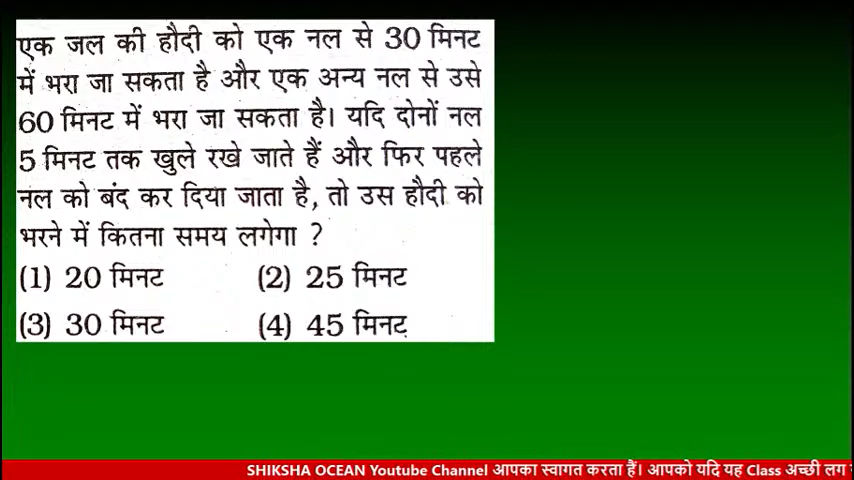 एक जल की हौदी को एक नल से 30 मिनट
में भरा जा सकता है और एक अन्य नल से उसे
60 मिनट में भरा जा सकता है। यदि दोनों नल
5 मिनट तक खुले रखे जाते हैं और फिर पहले
नल को बंद कर दिया जाता है, तो उस हौदी को
भरने में कितना समय लगेगा ?
(1) 20 मिनट (2) 25 मिनट
(3) 30 मिनट (4) 45 मिनट
SHIKSHA OCEAN Youtube Channel आपका स्वागत करता हैं। आपको यदि यह Class अच्छी लग